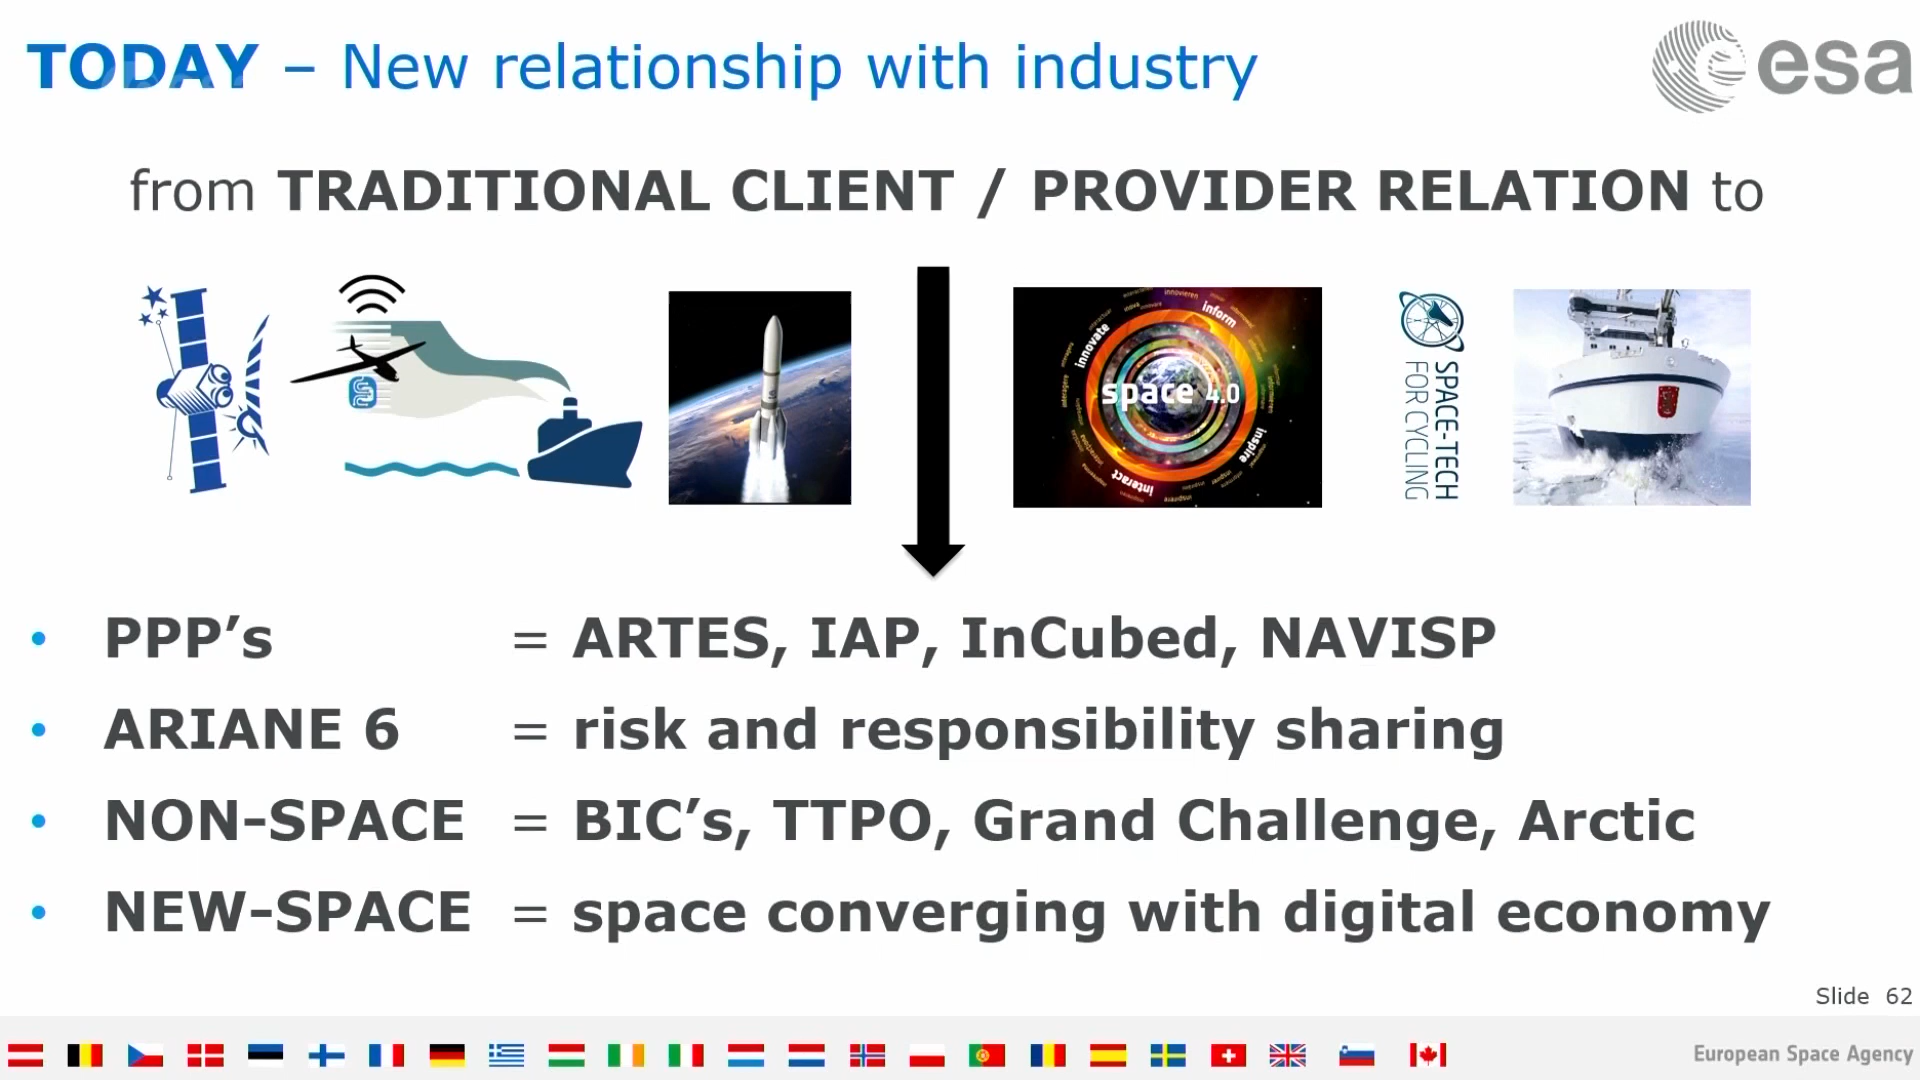 TODAY – New relationship with industry
esa
from TRADITIONAL CLIENT / PROVIDER RELATION to
innovieren
inform
innovate
space 4.0
inspire
interact
SPACE-TECH
FOR CYCLING
• PPP’s = ARTES, IAP, InCubed, NAVISP
• ARIANE 6 = risk and responsibility sharing
• NON-SPACE = BIC’s, TTPO, Grand Challenge, Arctic
• NEW-SPACE = space converging with digital economy
Slide 62
European Space Agency